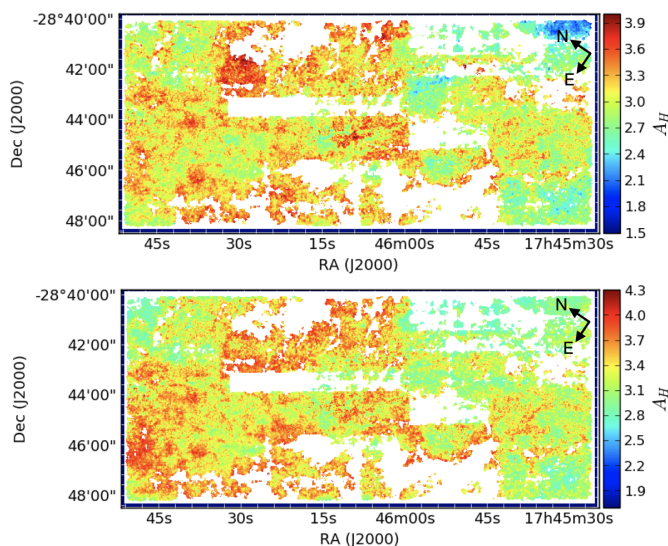 -28°40'00"
42'00"
44'00"
46'00"
48'00"
Dec (J2000)
N
E
45s
30s
15s
46m00s
45s
17h45m30s
RA (J2000)
3.9
3.6
3.3
3.0
2.7
2.4
2.1
1.8
1.5
A_H
-28°40'00"
42'00"
44'00"
46'00"
48'00"
Dec (J2000)
N
E
45s
30s
15s
46m00s
45s
17h45m30s
RA (J2000)
4.3
4.0
3.7
3.4
3.1
2.8
2.5
2.2
1.9
A_H